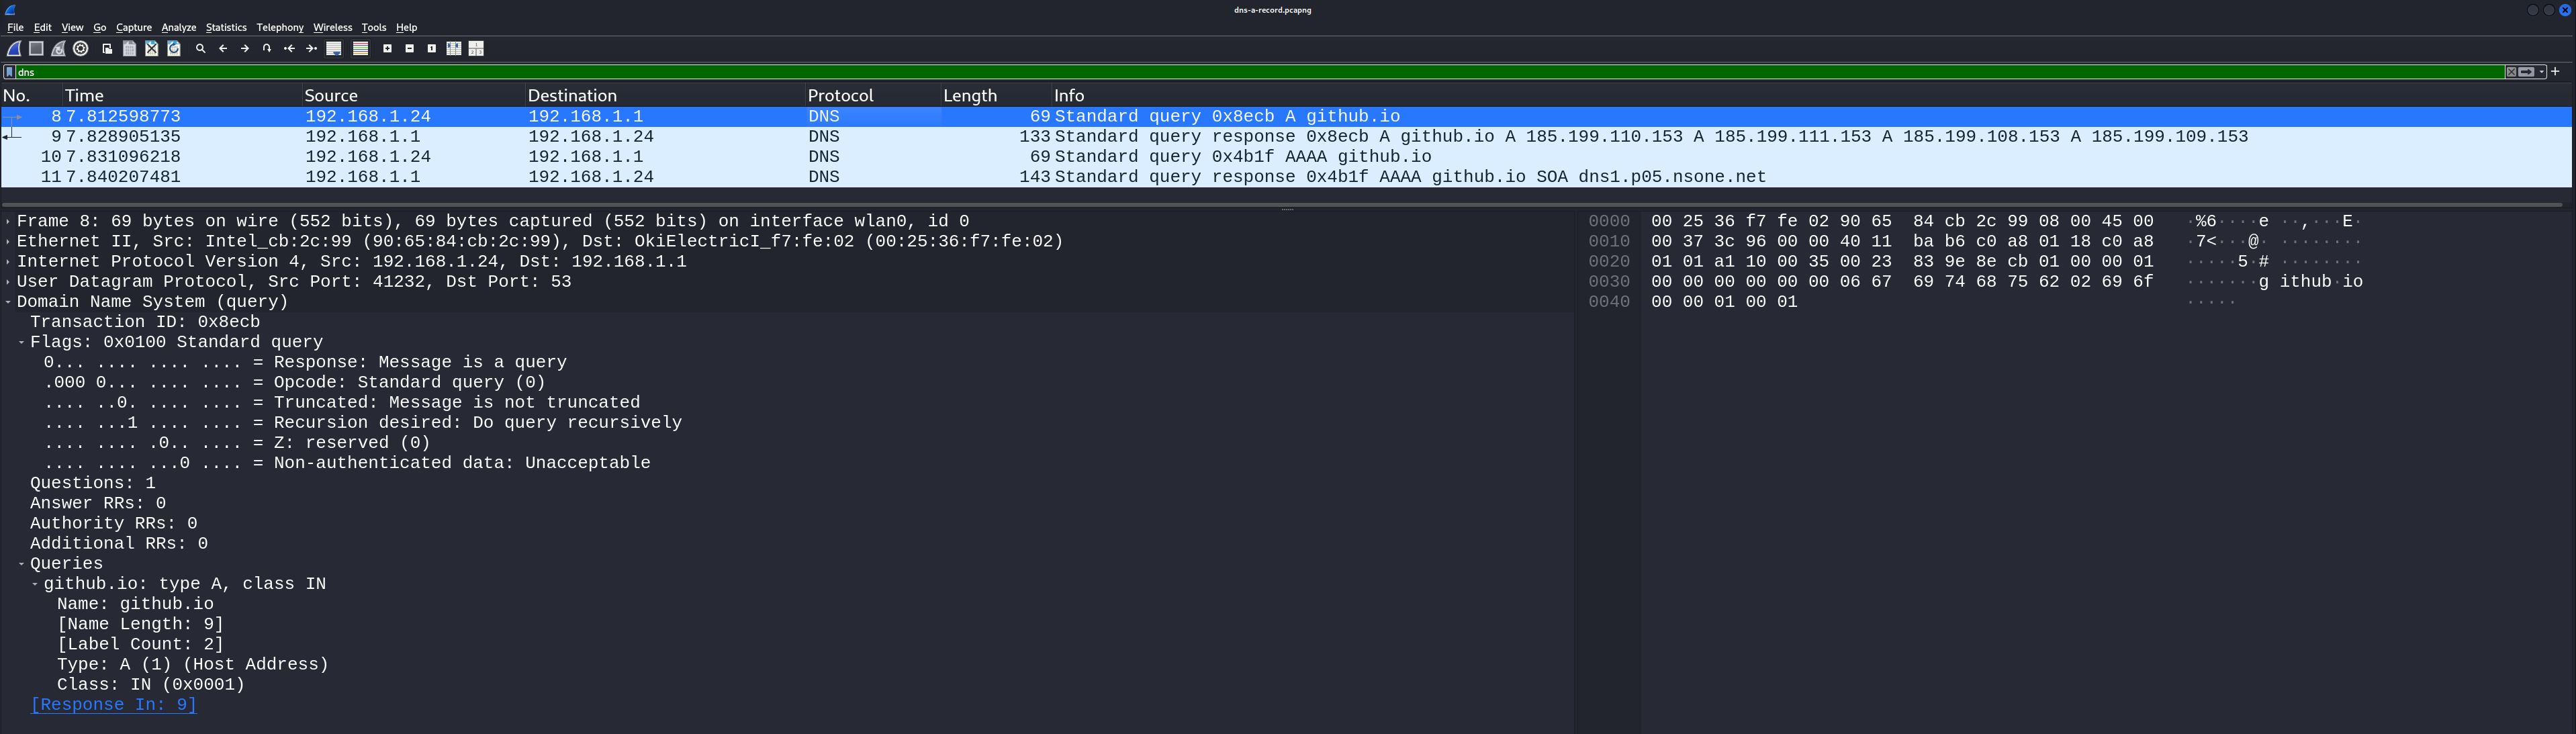 dns-a-record.pcapng
File Edit View Go Capture Analyze Statistics Telephony Wireless Tools Help
dns
No. Time Source Destination Protocol Length Info
8 7.812598773 192.168.1.24 192.168.1.1 DNS 69 Standard query 0x8ecb A github.io
9 7.828905135 192.168.1.1 192.168.1.24 DNS 133 Standard query response 0x8ecb A github.io A 185.199.110.153 A 185.199.111.153 A 185.199.108.153 A 185.199.109.153
10 7.831096218 192.168.1.24 192.168.1.1 DNS 69 Standard query 0x4b1f AAAA github.io
11 7.840207481 192.168.1.1 192.168.1.24 DNS 143 Standard query response 0x4b1f AAAA github.io SOA dns1.p05.nsone.net
Frame 8: 69 bytes on wire (552 bits), 69 bytes captured (552 bits) on interface wlan0, id 0
Ethernet II, Src: Intel_cb:2c:99 (90:65:84:cb:2c:99), Dst: OkiElectricI_f7:fe:02 (00:25:36:f7:fe:02)
Internet Protocol Version 4, Src: 192.168.1.24, Dst: 192.168.1.1
User Datagram Protocol, Src Port: 41232, Dst Port: 53
Domain Name System (query)
Transaction ID: 0x8ecb
Flags: 0x0100 Standard query
0... .... .... .... = Response: Message is a query
.000 0... .... .... = Opcode: Standard query (0)
.... ..0. .... .... = Truncated: Message is not truncated
.... ...1 .... .... = Recursion desired: Do query recursively
.... .... .0.. .... = Z: reserved (0)
.... .... ...0 .... = Non-authenticated data: Unacceptable
Questions: 1
Answer RRs: 0
Authority RRs: 0
Additional RRs: 0
Queries
github.io: type A, class IN
Name: github.io
[Name Length: 9]
[Label Count: 2]
Type: A (1) (Host Address)
Class: IN (0x0001)
[Response In: 9]
0000 00 25 36 f7 fe 02 90 65 84 cb 2c 99 08 00 45 00 ·%6····e ··,···E·
0010 00 37 3c 96 00 00 40 11 ba b6 c0 a8 01 18 c0 a8 ·7<···@· ········
0020 01 01 a1 10 00 35 00 23 83 9e 8e cb 01 00 00 01 ·····5·# ········
0030 00 00 00 00 00 00 06 67 69 74 68 75 62 02 69 6f ·······g ithub·io
0040 00 00 01 00 01 ·····